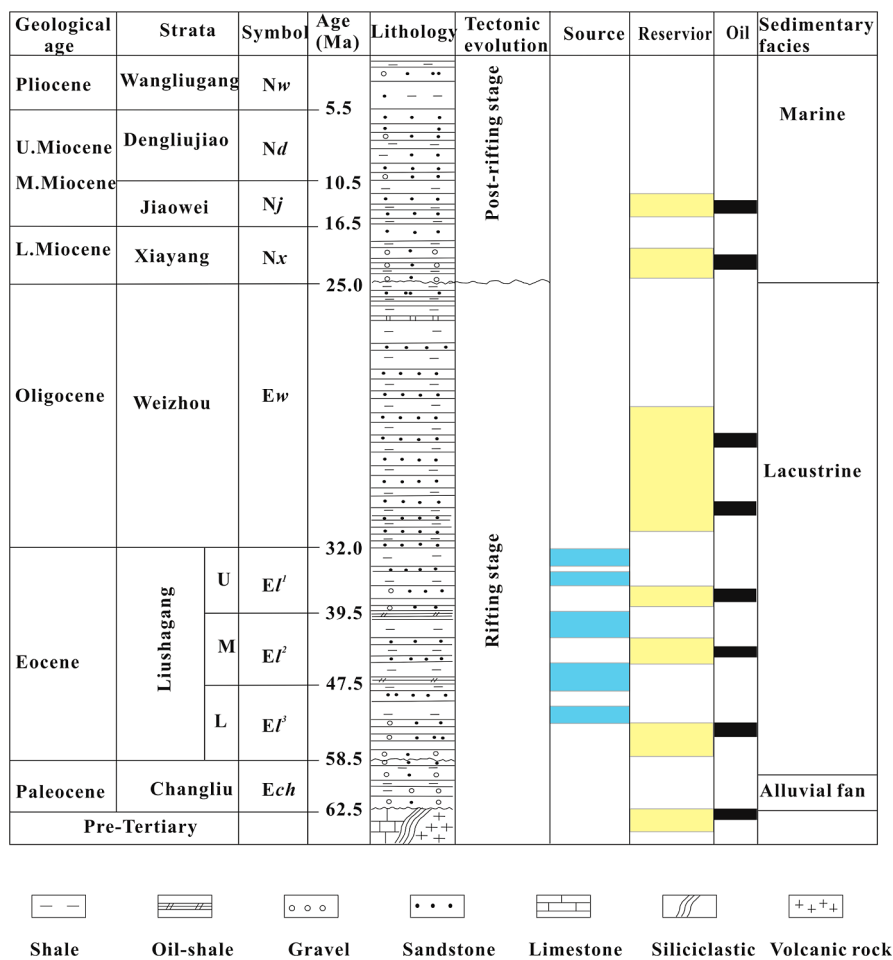 Geological age
Strata
Symbol
Age (Ma)
Lithology
Tectonic evolution
Source
Reservior
Oil
Sedimentary facies
Pliocene
Wangliugang
Nw
5.5
Post-rifting stage
Marine
U.Miocene
Dengliujiao
Nd
10.5
M.Miocene
Jiaowei
Nj
16.5
L.Miocene
Xiayang
Nx
25.0
Oligocene
Weizhou
Ew
32.0
Rifting stage
Lacustrine
Eocene
Liushagang
U
El¹
39.5
M
El²
47.5
L
El³
58.5
Paleocene
Changliu
Ech
62.5
Alluvial fan
Pre-Tertiary
Shale
Oil-shale
Gravel
Sandstone
Limestone
Siliciclastic
Volcanic rock